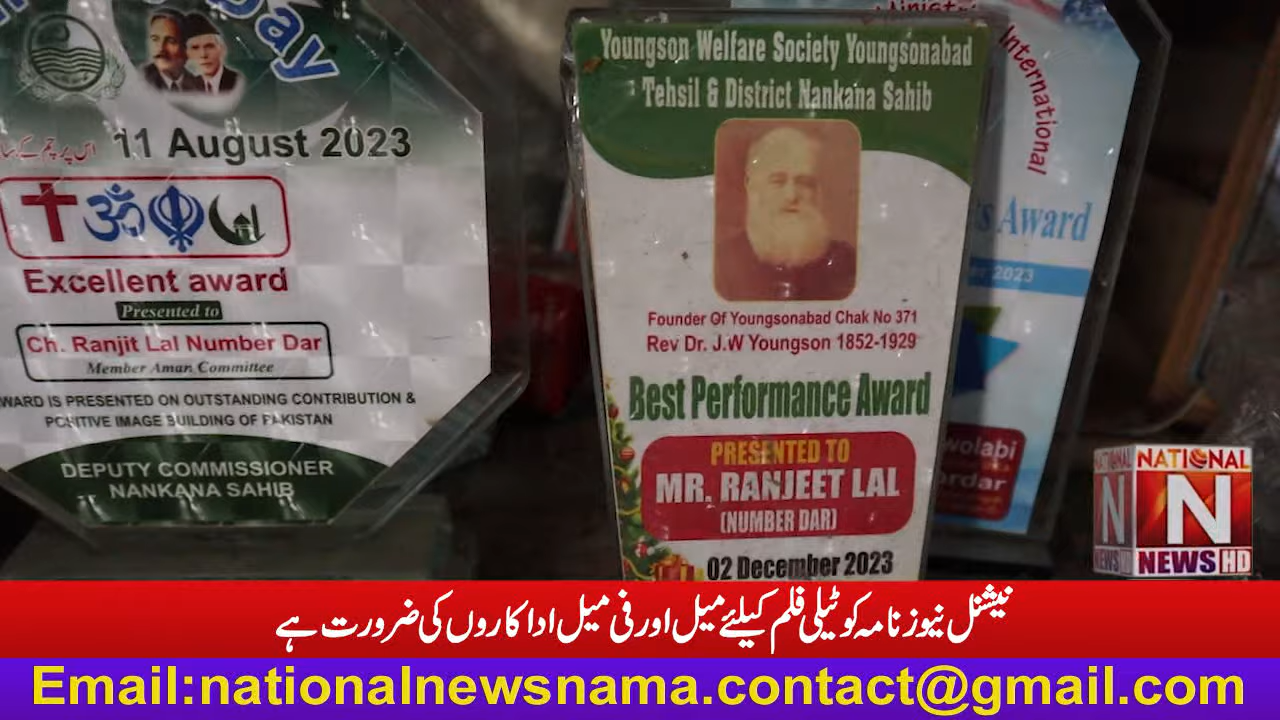 Day
اس پرچم کے
11 August 2023
Excellent award
Presented to
Ch. Ranjit Lal Number Dar
Member Aman Committee
AWARD IS PRESENTED ON OUTSTANDING CONTRIBUTION &
POSITIVE IMAGE BUILDING OF PAKISTAN
DEPUTY COMMISSIONER
NANKANA SAHIB
Youngson Welfare Society Youngsonabad
Tehsil & District Nankana Sahib
Founder Of Youngsonabad Chak No 371
Rev Dr. J.W Youngson 1852-1929
Best Performance Award
PRESENTED TO
MR. RANJEET LAL
(NUMBER DAR)
02 December 2023
International
Award
2023
NATIONAL
N
NEWS HD
نیشنل نیوز نامہ کو ٹیلی فلم کیلئے میل اور فی میل اداکاروں کی ضرورت ہے
Email:nationalnewsnama.contact@gmail.com